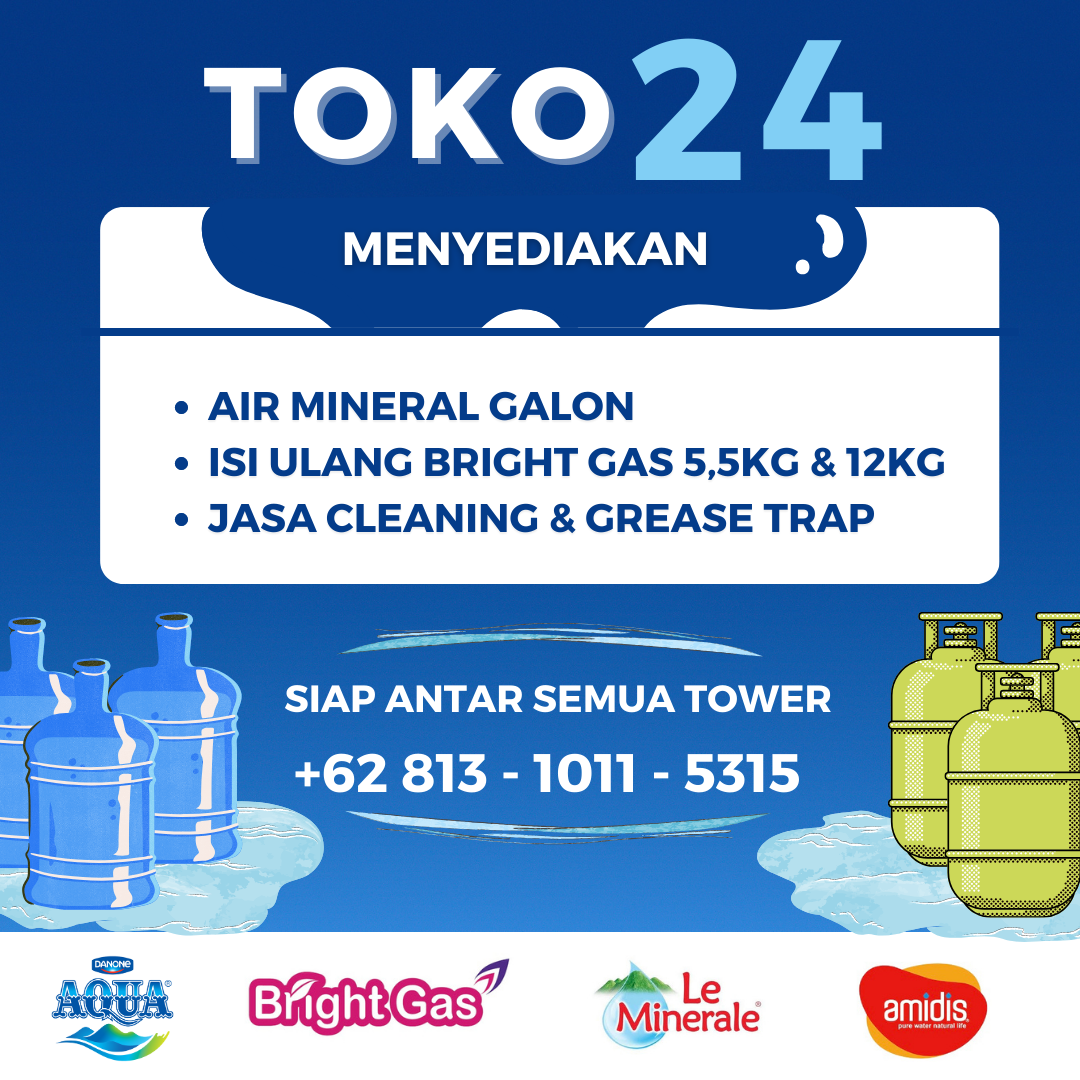 TOKO24
MENYEDIAKAN
• AIR MINERAL GALON
• ISI ULANG BRIGHT GAS 5,5KG & 12KG
• JASA CLEANING & GREASE TRAP
SIAP ANTAR SEMUA TOWER
+62 813 - 1011 - 5315
DANONE
AQUA®
Bright Gas
Le
Minerale®
amidis.
pure water natural life